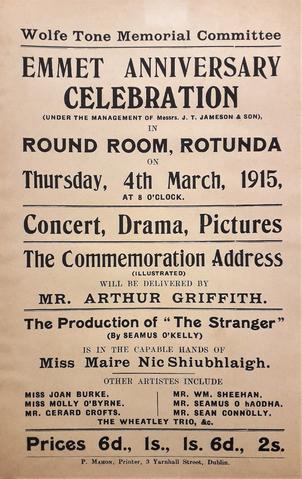 Wolfe Tone Memorial Committee
EMMET ANNIVERSARY
CELEBRATION
(UNDER THE MANAGEMENT OF Messrs. J. T. JAMESON & SON),
IN
ROUND ROOM, ROTUNDA
ON
Thursday, 4th March, 1915,
AT 8 O'CLOCK.
Concert, Drama, Pictures
The Commemoration Address
(ILLUSTRATED)
WILL BE DELIVERED BY
MR. ARTHUR GRIFFITH.
The Production of "The Stranger"
(By SEUMUS O'KELLY)
IS IN THE CAPABLE HANDS OF
Miss Maire Nic Shiubhlaigh.
OTHER ARTISTES INCLUDE
MISS JOAN BURKE.
MISS MOLLY O'BYRNE.
MR. GERARD CROFTS.
MR. WM. SHEEHAN.
MR. SEAMUS O hAODHA.
MR. SEAN CONNOLLY.
THE WHEATLEY TRIO, &c.
Prices 6d., 1s., 1s. 6d., 2s.
P. MAHON, Printer, 3 Yarnhall Street, Dublin.